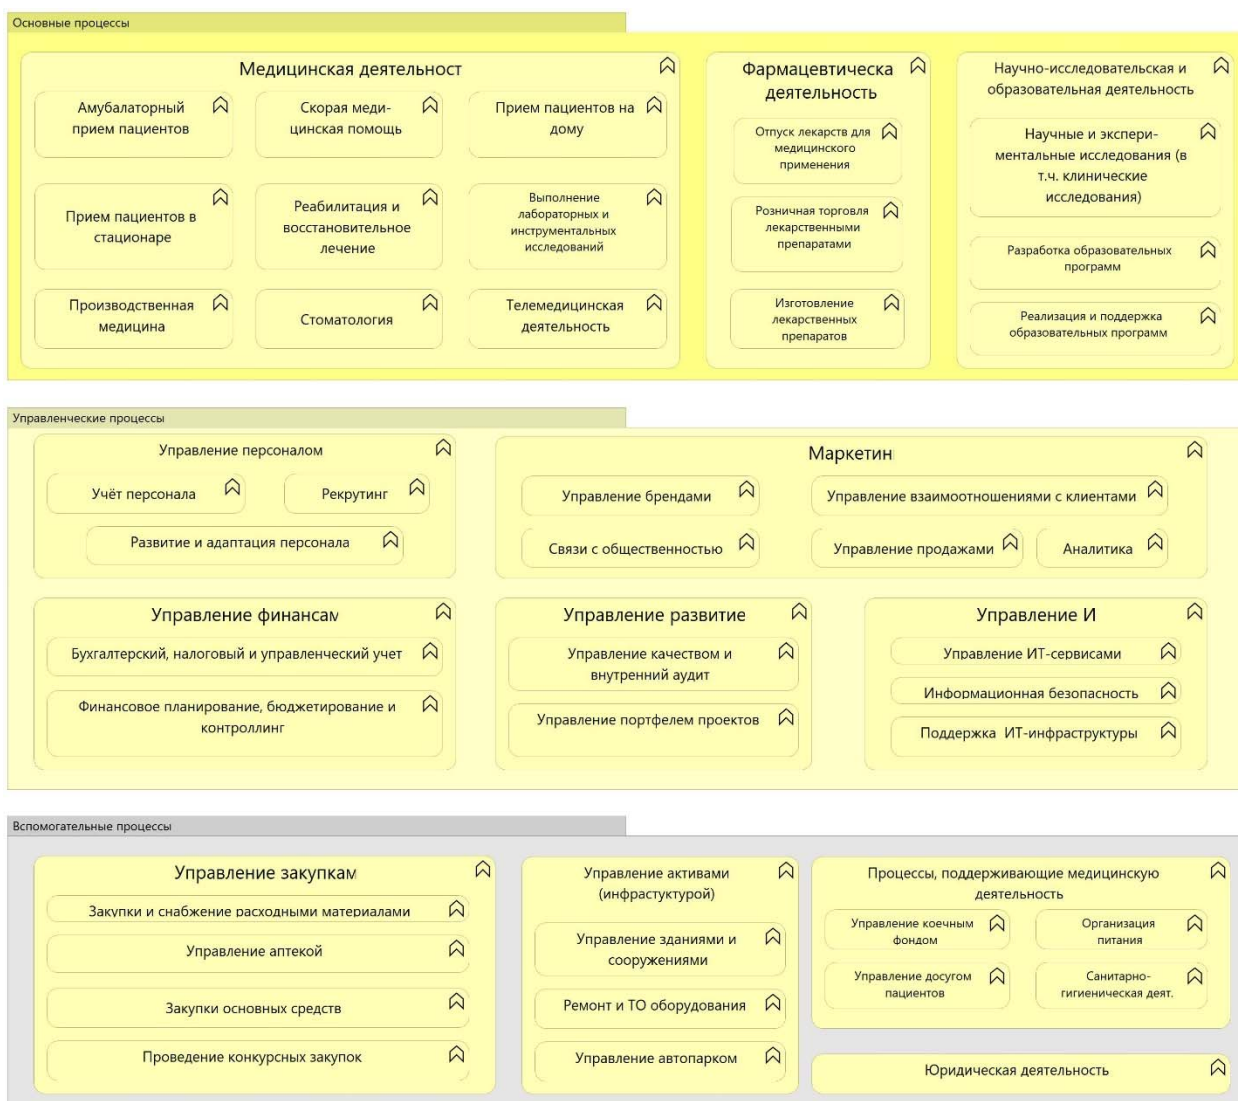 Основные процессы
Медицинская деятельност
Амубалаторный
прием пациентов
Скорая меди-
цинская помощь
Прием пациентов на
дому
Прием пациентов в
стационаре
Реабилитация и
восстановительное
лечение
Выполнение
лабораторных и
инструментальных
исследований
Производственная
медицина
Стоматология
Телемедицинская
деятельность
Фармацевтическа
деятельность
Отпуск лекарств для
медицинского
применения
Розничная торговля
лекарственными
препаратами
Изготовление
лекарственных
препаратов
Научно-исследовательская и
образовательная деятельность
Научные и экспери-
ментальные исследования (в
т.ч. клинические
исследования)
Разработка образовательных
программ
Реализация и поддержка
образовательных программ
Управленческие процессы
Управление персоналом
Учёт персонала
Рекрутинг
Развитие и адаптация персонала
Маркетин
Управление брендами
Управление взаимоотношениями с клиентами
Связи с общественностью
Управление продажами
Аналитика
Управление финансам
Бухгалтерский, налоговый и управленческий учет
Финансовое планирование, бюджетирование и
контроллинг
Управление развитие
Управление качеством и
внутренний аудит
Управление портфелем проектов
Управление И
Управление ИТ-сервисами
Информационная безопасность
Поддержка ИТ-инфраструктуры
Вспомогательные процессы
Управление закупкам
Закупки и снабжение расходными материалами
Управление аптекой
Закупки основных средств
Проведение конкурсных закупок
Управление активами
(инфрастуктурой)
Управление зданиями и
сооружениями
Ремонт и ТО оборудования
Управление автопарком
Процессы, поддерживающие медицинскую
деятельность
Управление коечным
фондом
Организация
питания
Управление досугом
пациентов
Санитарно-
гигиеническая деят.
Юридическая деятельность